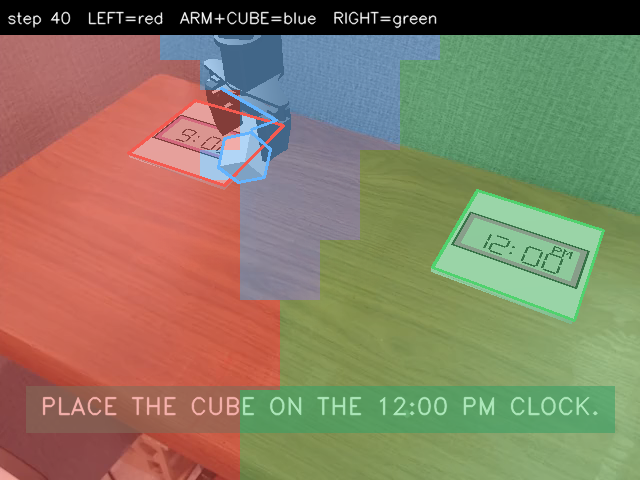 step 40 LEFT=red ARM+CUBE=blue RIGHT=green
12:00 PM
PLACE THE CUBE ON THE 12:00 PM CLOCK.